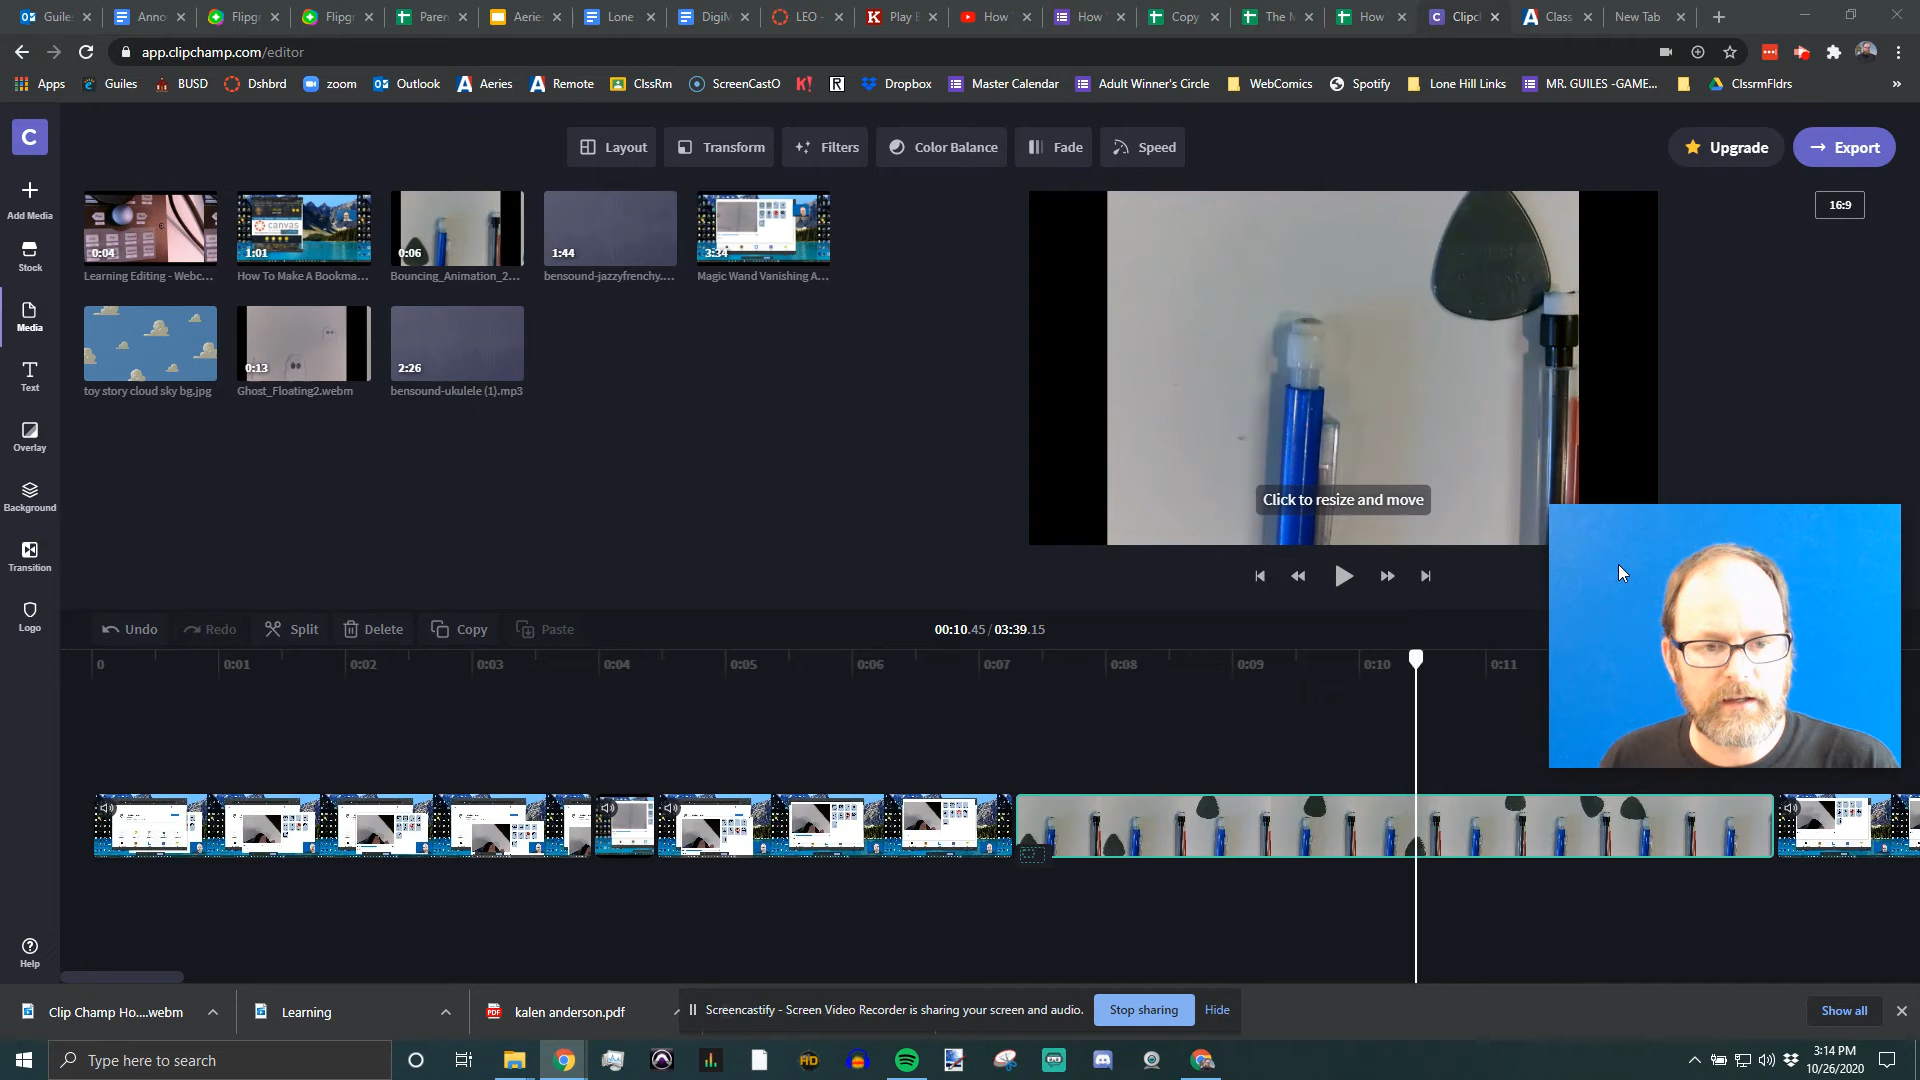 Guiles
Anno
Flipgr
Flipgr
Paren
Aerie
Lone
DigiM
LEO -
Play B
How
How
Copy
The M
How
Clipcl
Class
New Tab
app.clipchamp.com/editor
Apps
Guiles
BUSD
Dshbrd
zoom
Outlook
Aeries
Remote
ClssRm
ScreenCastO
K!
R
Dropbox
Master Calendar
Adult Winner's Circle
WebComics
Spotify
Lone Hill Links
MR. GUILES -GAME...
ClssrmFldrs
»
C
Layout
Transform
Filters
Color Balance
Fade
Speed
Upgrade
Export
Add Media
Stock
Media
Text
Overlay
Background
Transition
Logo
Help
16:9
0:04
1:01
canvas
0:06
1:44
3:34
Learning Editing - Webc...
How To Make A Bookma...
Bouncing_Animation_2...
bensound-jazzyfrenchy....
Magic Wand Vanishing A...
0:13
2:26
toy story cloud sky bg.jpg
Ghost_Floating2.webm
bensound-ukulele (1).mp3
Click to resize and move
Undo
Redo
Split
Delete
Copy
Paste
00:10.45 / 03:39.15
0
0:01
0:02
0:03
0:04
0:05
0:06
0:07
0:08
0:09
0:10
0:11
Clip Champ Ho....webm
Learning
kalen anderson.pdf
Screencastify - Screen Video Recorder is sharing your screen and audio.
Stop sharing
Hide
Show all
Type here to search
3:14 PM
10/26/2020